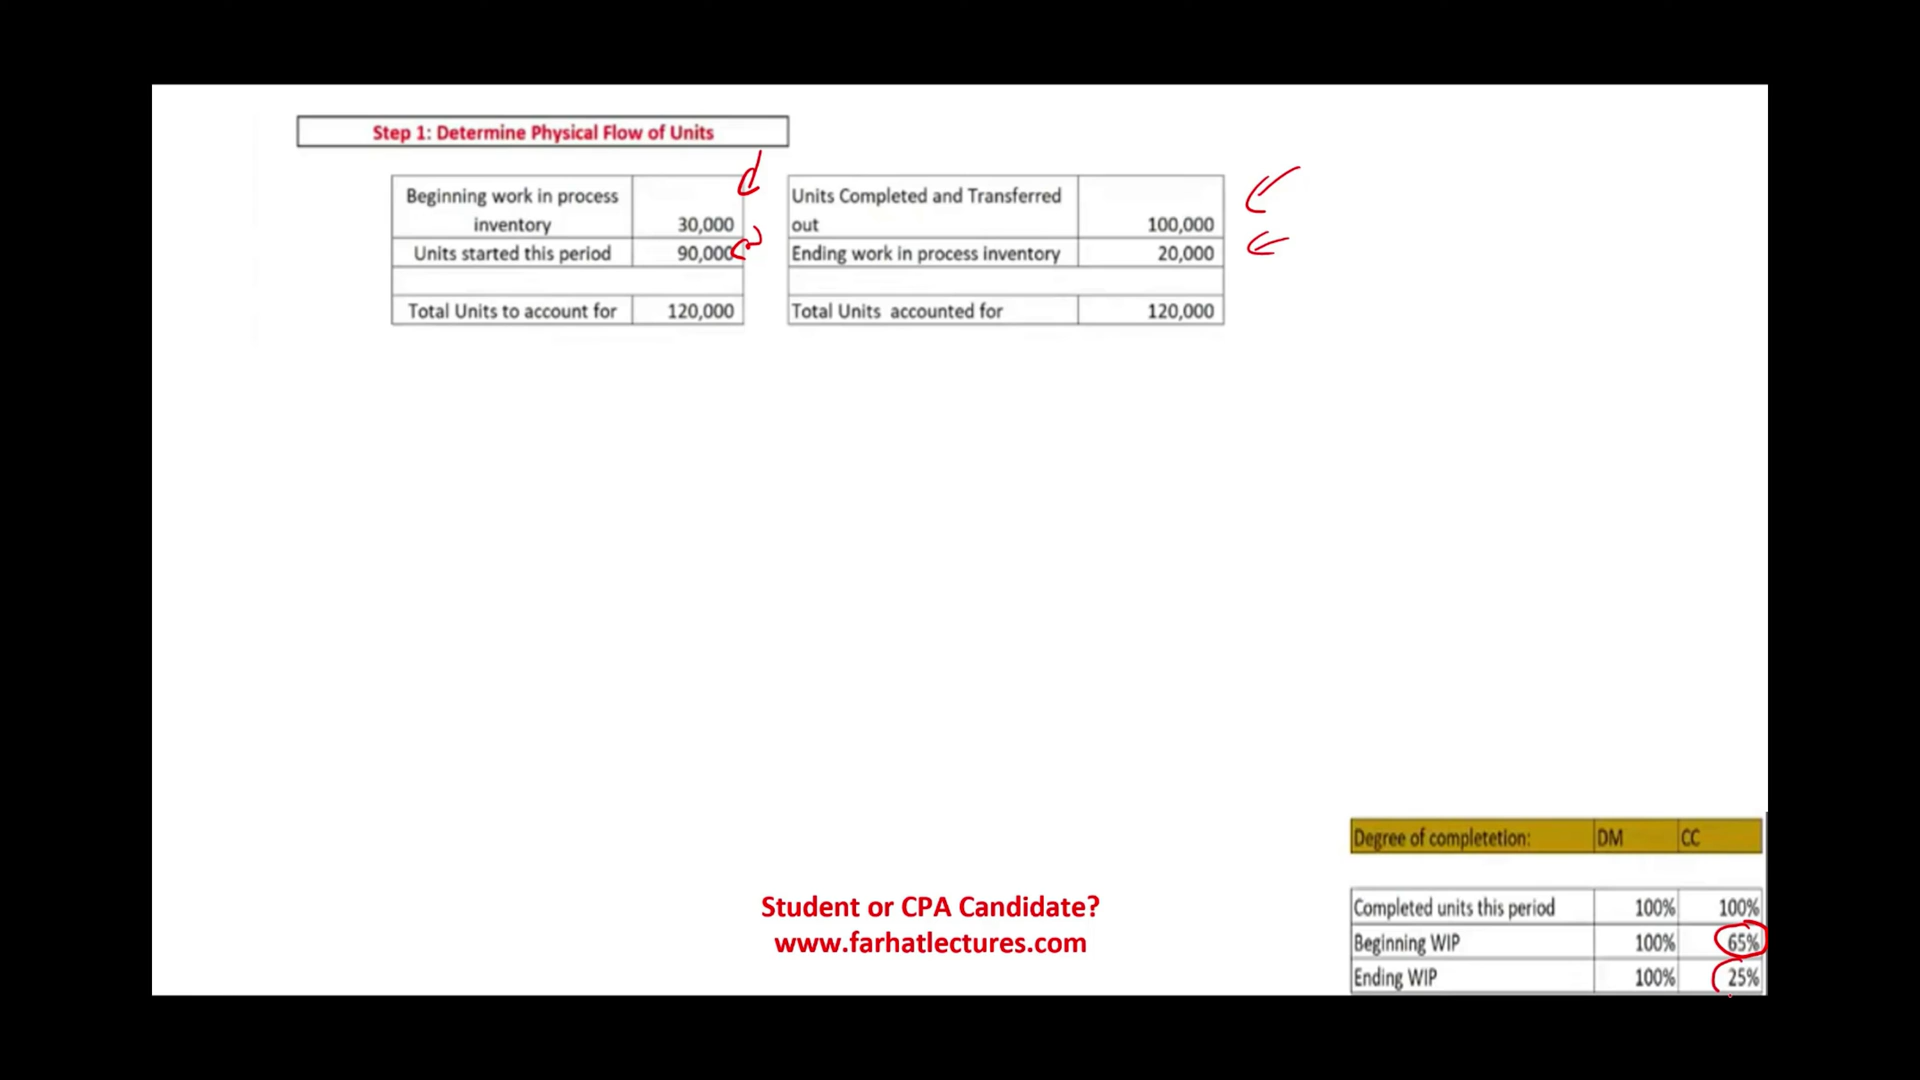 Step 1: Determine Physical Flow of Units
Beginning work in process
inventory 30,000
Units started this period 90,000
Total Units to account for 120,000
Units Completed and Transferred
out 100,000
Ending work in process inventory 20,000
Total Units accounted for 120,000
Degree of completetion: DM CC
Completed units this period 100% 100%
Beginning WIP 100% 65%
Ending WIP 100% 25%
Student or CPA Candidate?
www.farhatlectures.com